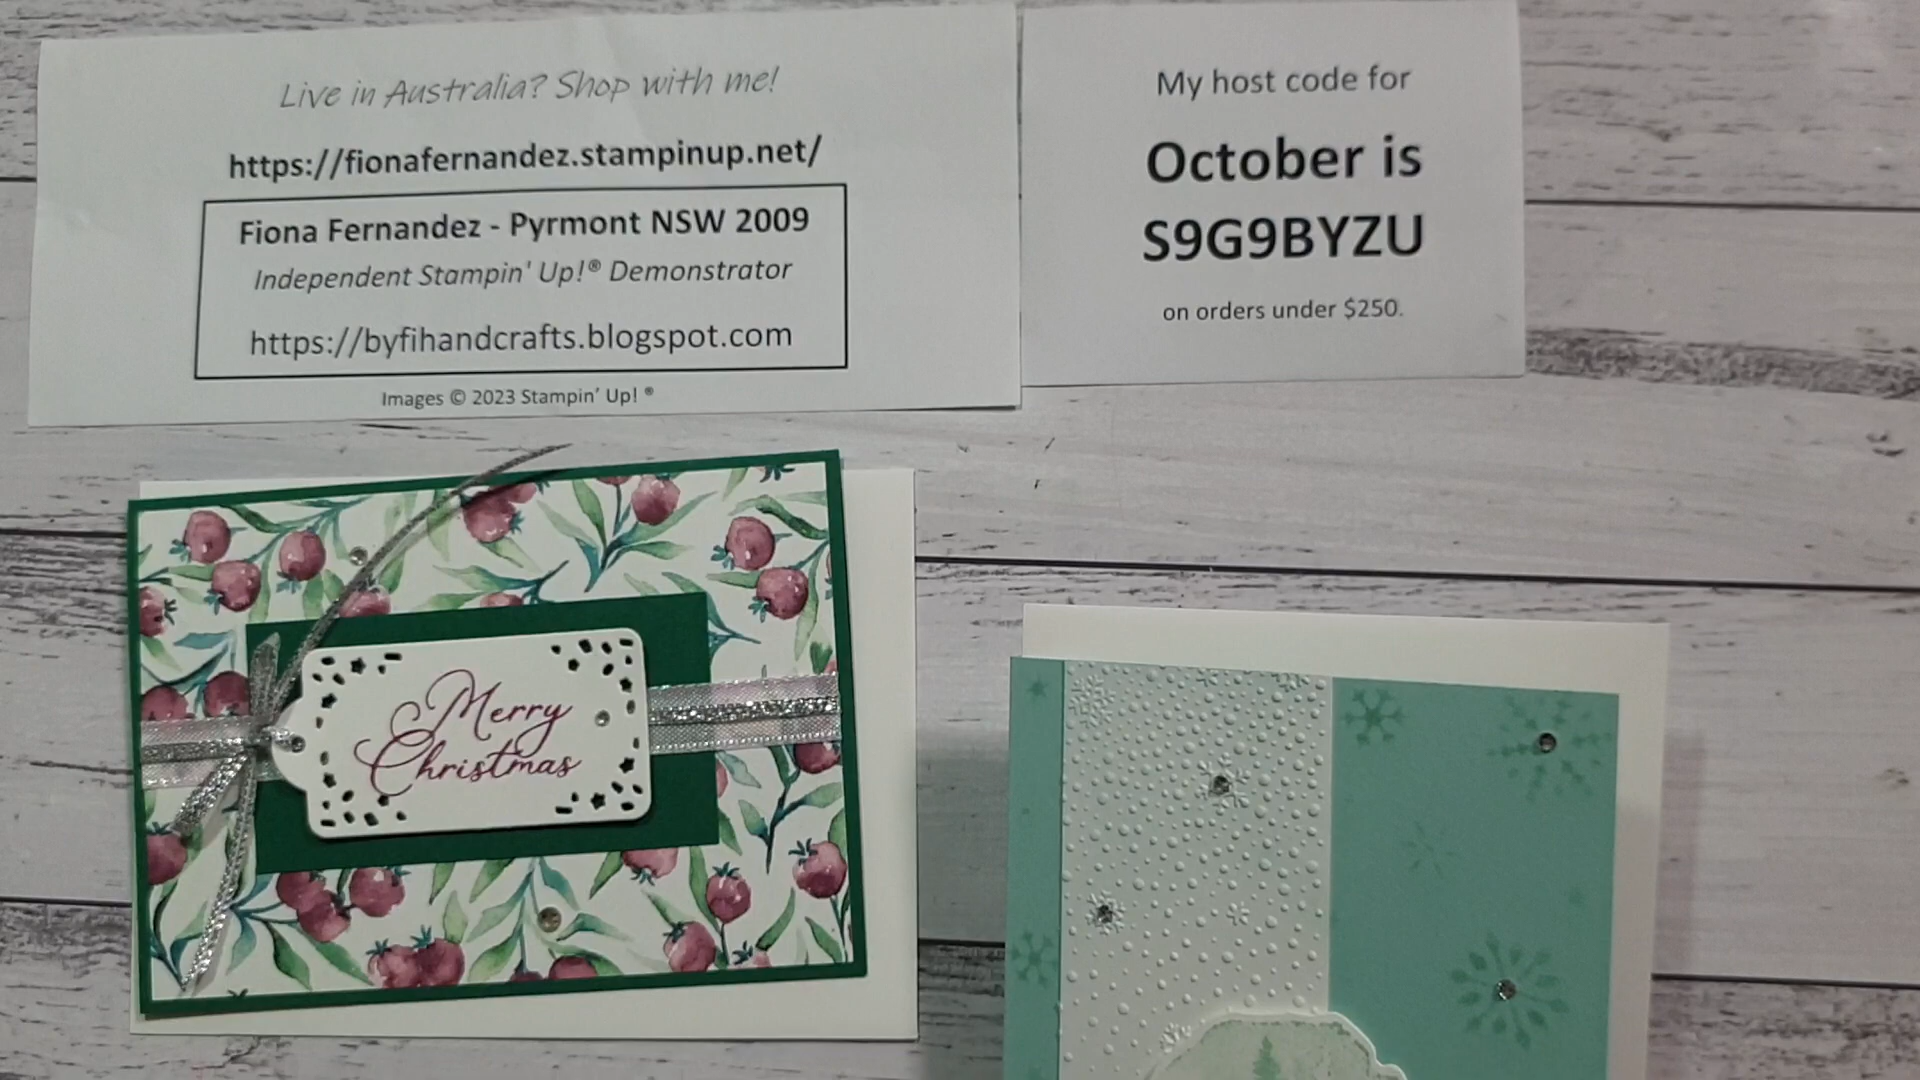 Live in Australia? Shop with me!
https://fionafernandez.stampinup.net/
Fiona Fernandez - Pyrmont NSW 2009
Independent Stampin' Up!® Demonstrator
https://byfihandcrafts.blogspot.com
Images © 2023 Stampin' Up! ®
My host code for
October is
S9G9BYZU
on orders under $250.
Merry
Christmas